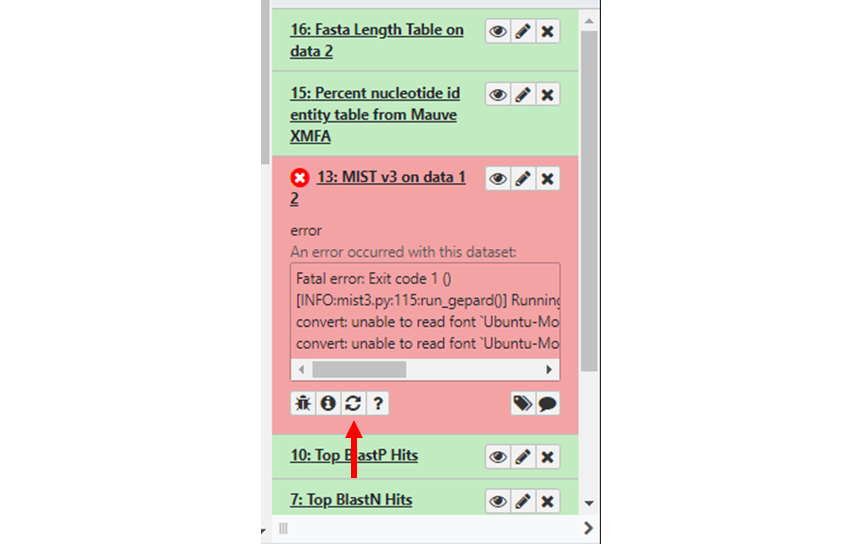 16: Fasta Length Table on
data 2
15: Percent nucleotide id
entity table from Mauve
XMFA
13: MIST v3 on data 1
2
error
An error occurred with this dataset:
Fatal error: Exit code 1 ()
[INFO:mist3.py:115:run_gepard()] Running
convert: unable to read font `Ubuntu-Mo
convert: unable to read font `Ubuntu-Mo
?
10: Top BlastP Hits
7: Top BlastN Hits